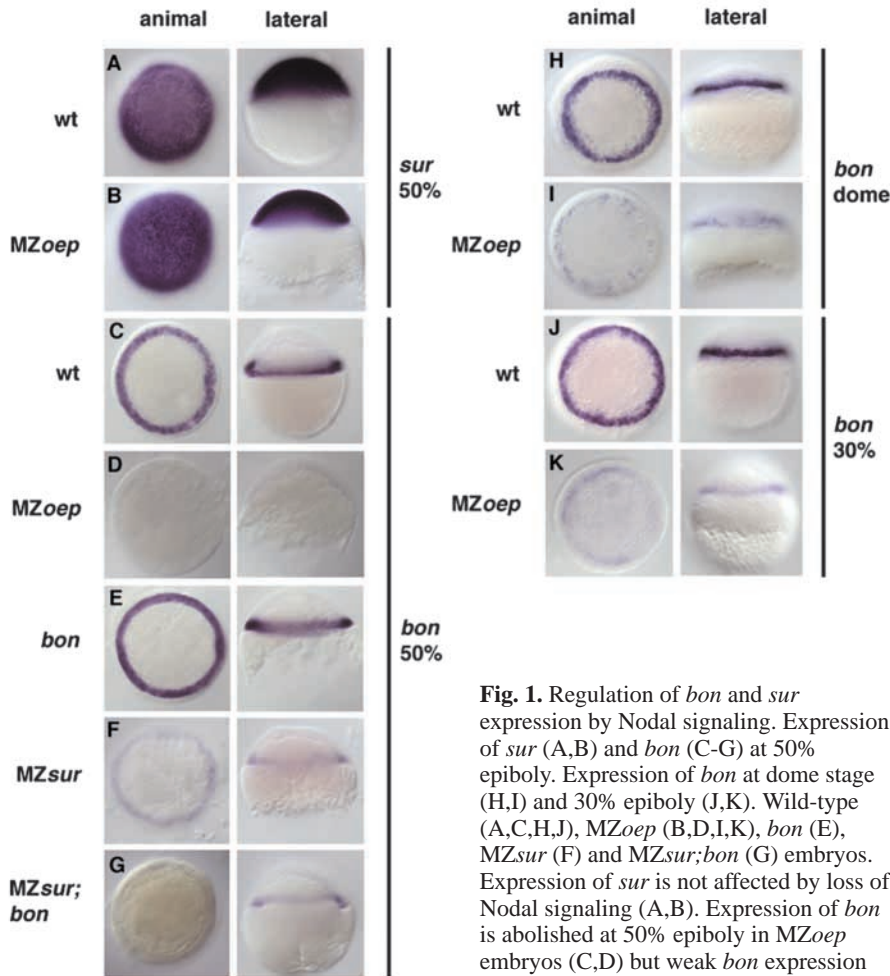 animal lateral
A
wt
B
MZoep
sur
50%
C
wt
D
MZoep
E
bon
F
MZsur
G
MZsur;
bon
bon
50%
animal lateral
H
wt
I
MZoep
bon
dome
J
wt
K
MZoep
bon
30%
Fig. 1. Regulation of bon and sur
expression by Nodal signaling. Expression
of sur (A,B) and bon (C-G) at 50%
epiboly. Expression of bon at dome stage
(H,I) and 30% epiboly (J,K). Wild-type
(A,C,H,J), MZoep (B,D,I,K), bon (E),
MZsur (F) and MZsur;bon (G) embryos.
Expression of sur is not affected by loss of
Nodal signaling (A,B). Expression of bon
is abolished at 50% epiboly in MZoep
embryos (C,D) but weak bon expression